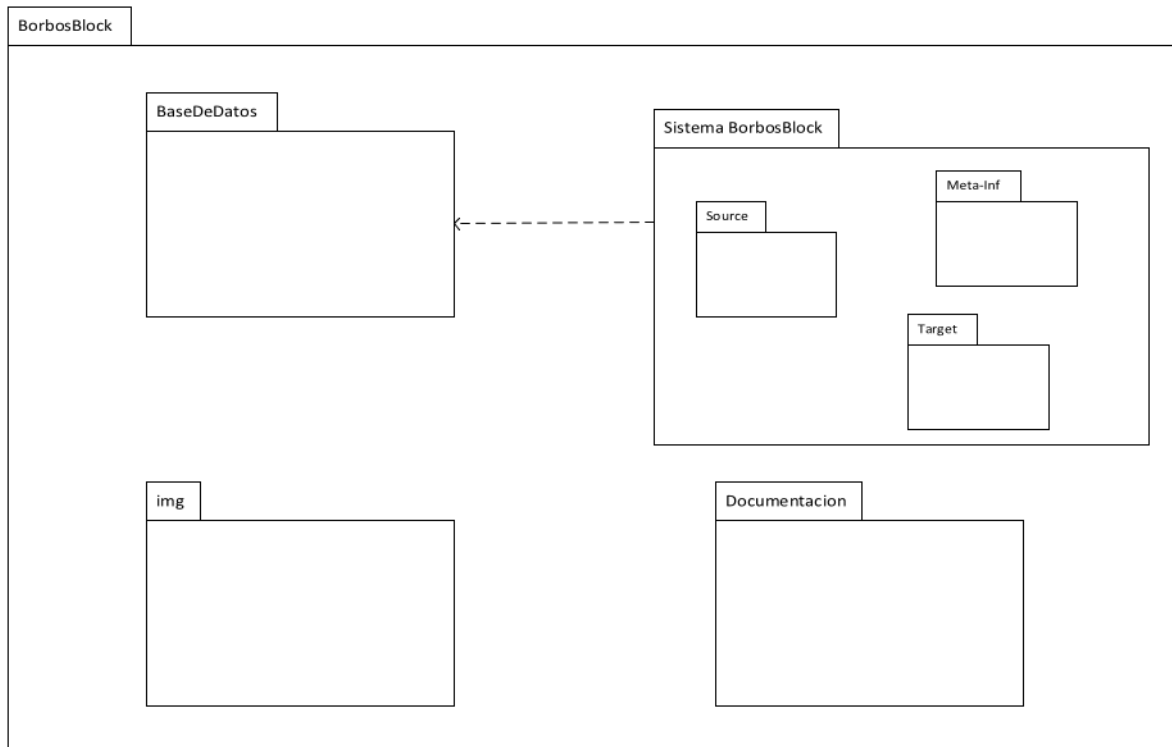 BorbosBlock
BaseDeDatos
Sistema BorbosBlock
Meta-Inf
Source
Target
img
Documentacion